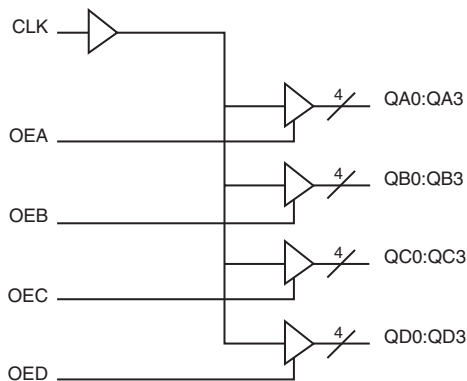 CLK
4
QA0:QA3
OEA
4
QB0:QB3
OEB
4
QC0:QC3
OEC
4
QD0:QD3
OED